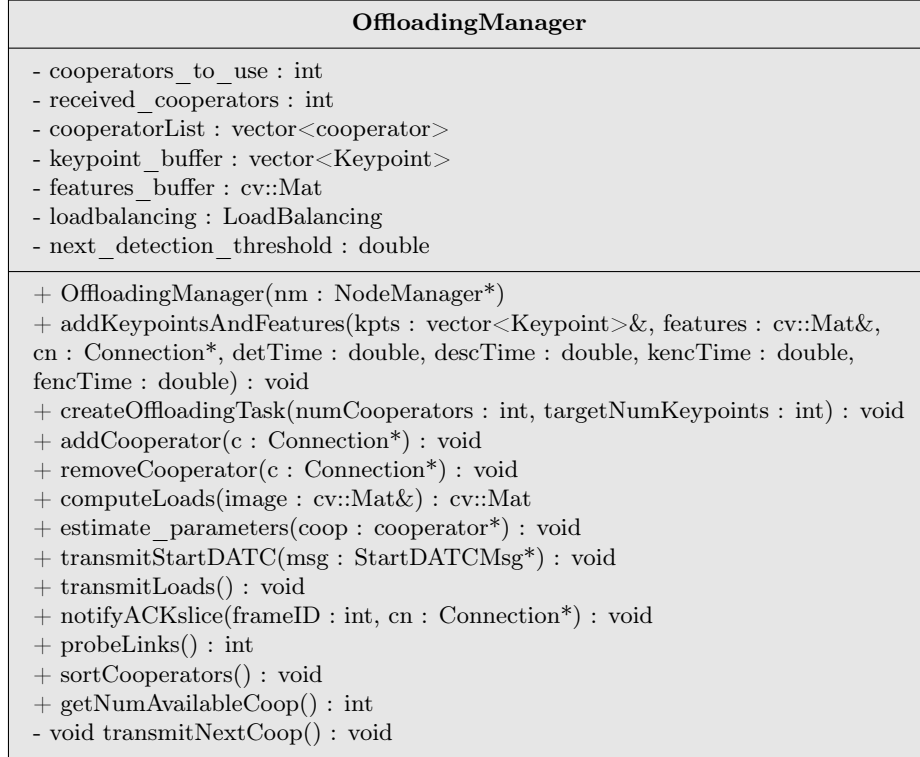 OffloadingManager
- cooperators_to_use : int
- received_cooperators : int
- cooperatorList : vector<cooperator>
- keypoint_buffer : vector<Keypoint>
- features_buffer : cv::Mat
- loadbalancing : LoadBalancing
- next_detection_threshold : double
+ OffloadingManager(nm : NodeManager*)
+ addKeypointsAndFeatures(kpts : vector<Keypoint>&, features : cv::Mat&,
cn : Connection*, detTime : double, descTime : double, kencTime : double,
fencTime : double) : void
+ createOffloadingTask(numCooperators : int, targetNumKeypoints : int) : void
+ addCooperator(c : Connection*) : void
+ removeCooperator(c : Connection*) : void
+ computeLoads(image : cv::Mat&) : cv::Mat
+ estimate_parameters(coop : cooperator*) : void
+ transmitStartDATC(msg : StartDATCMsg*) : void
+ transmitLoads() : void
+ notifyACKslice(frameID : int, cn : Connection*) : void
+ probeLinks() : int
+ sortCooperators() : void
+ getNumAvailableCoop() : int
- void transmitNextCoop() : void